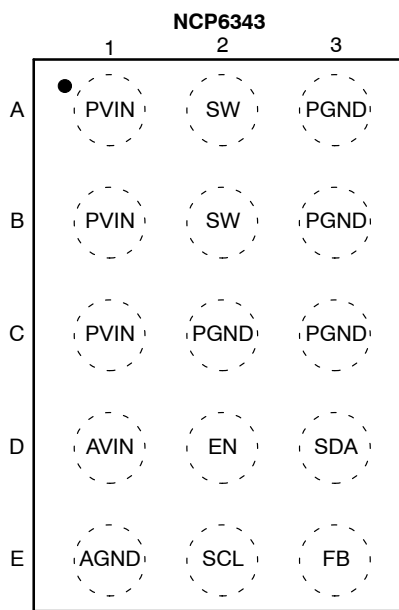 NCP6343
1 2 3
A PVIN SW PGND
B PVIN SW PGND
C PVIN PGND PGND
D AVIN EN SDA
E AGND SCL FB